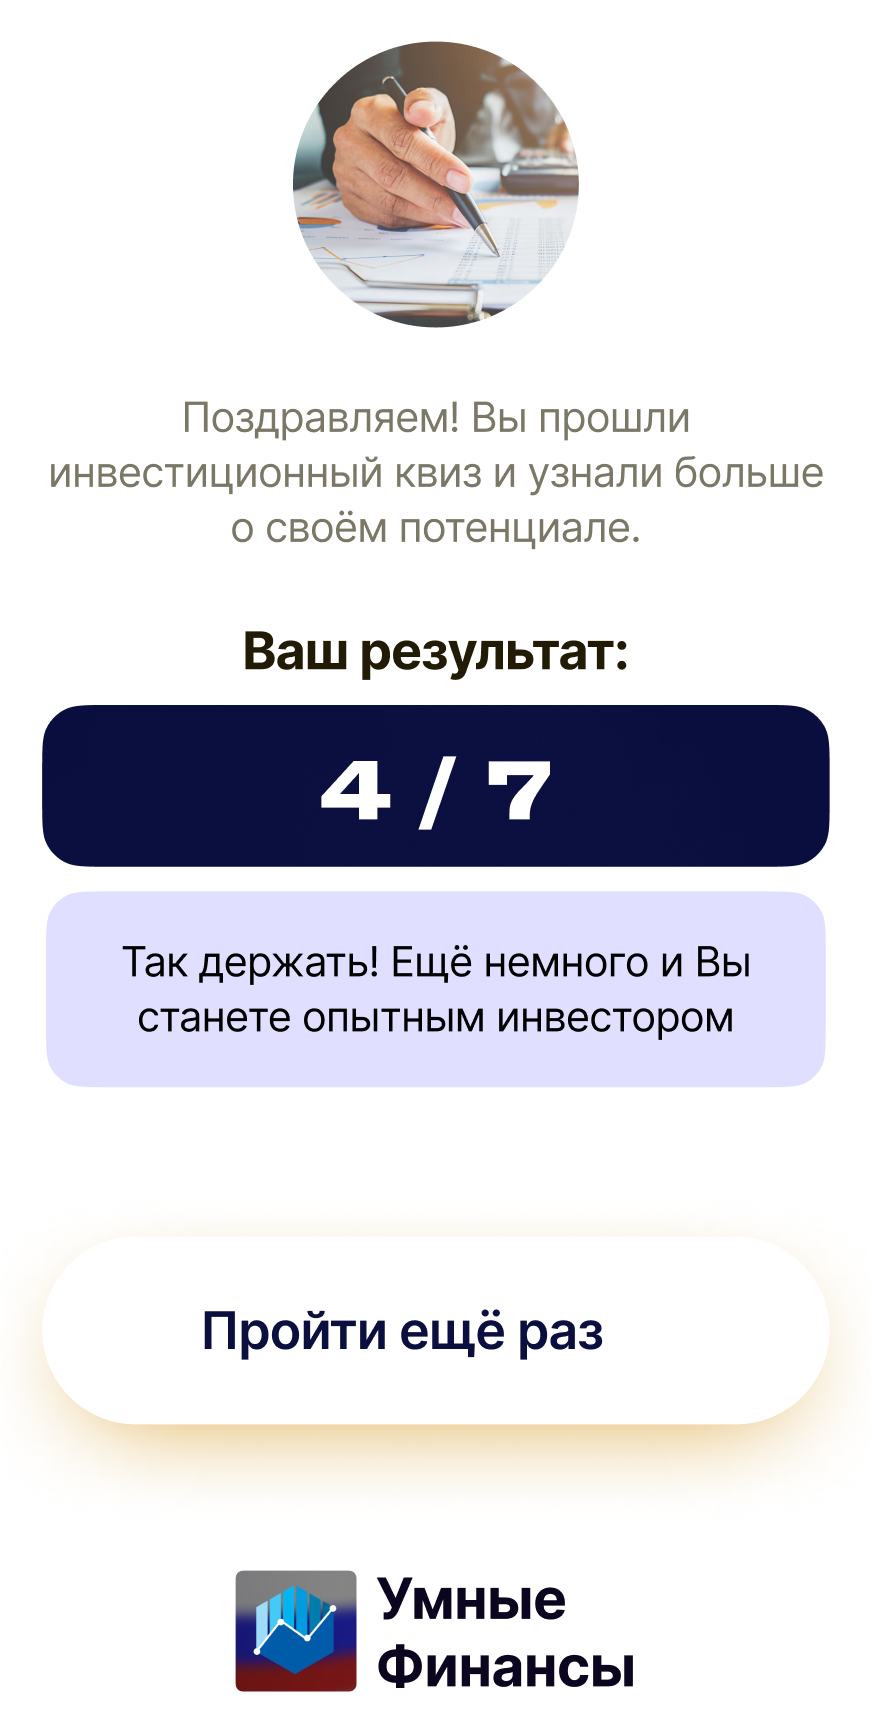 Поздравляем! Вы прошли
инвестиционный квиз и узнали больше
о своём потенциале.
Ваш результат:
4 / 7
Так держать! Ещё немного и Вы
станете опытным инвестором
Пройти ещё раз
Умные
Финансы